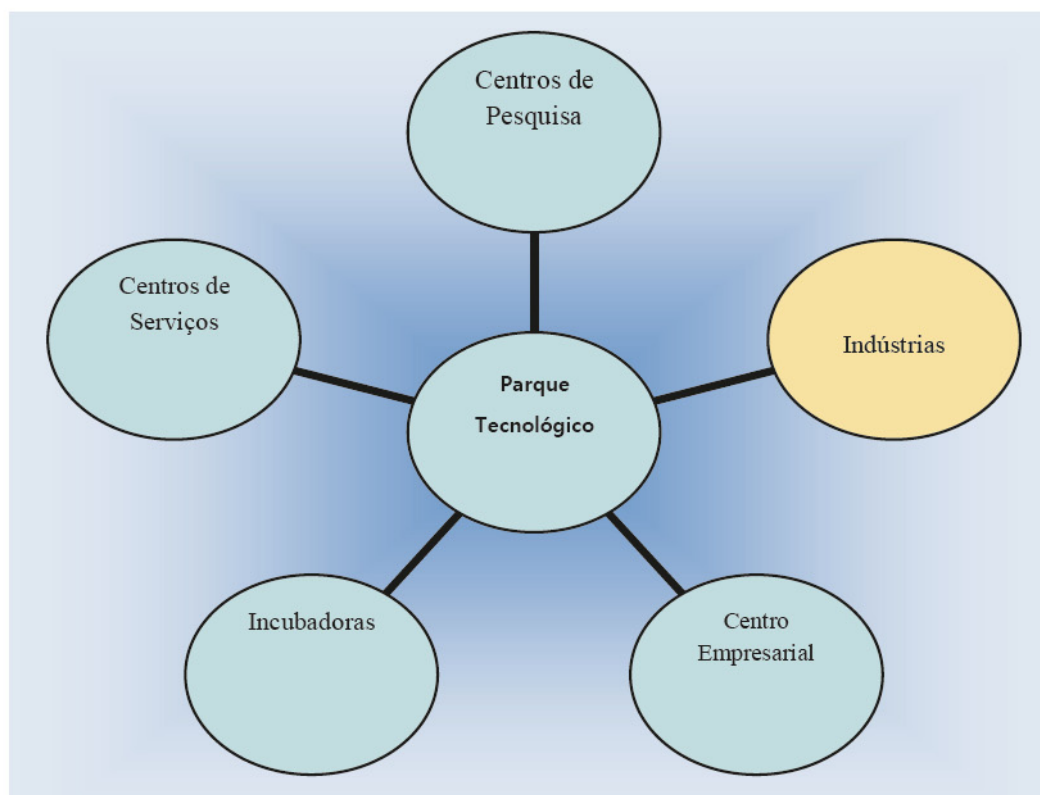 Centros de
Pesquisa
Centros de
Serviços
Indústrias
Parque
Tecnológico
Incubadoras
Centro
Empresarial